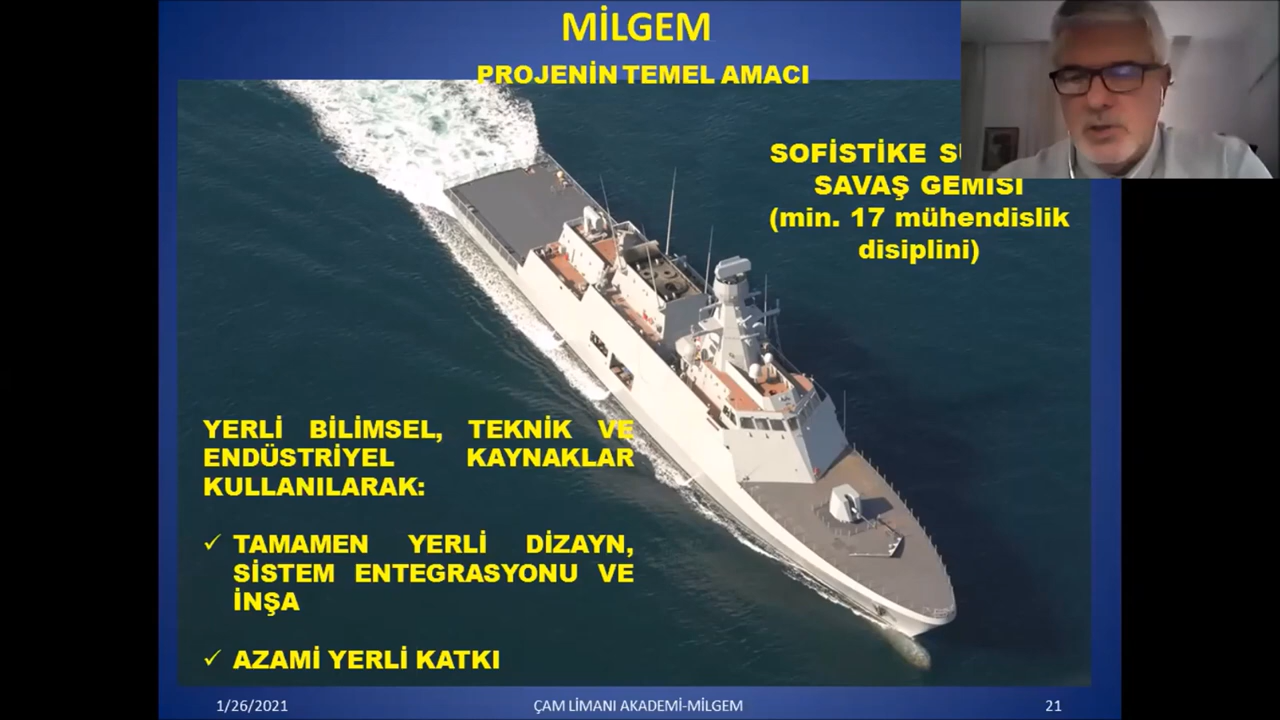 MİLGEM
PROJENİN TEMEL AMACI
SOFİSTİKE
SAVAŞ GEMİSİ
(min. 17 mühendislik
disiplini)
YERLİ BİLİMSEL, TEKNİK VE
ENDÜSTRİYEL KAYNAKLAR
KULLANILARAK:
✓ TAMAMEN YERLİ DİZAYN,
SİSTEM ENTEGRASYONU VE
İNŞA
✓ AZAMİ YERLİ KATKI
1/26/2021
ÇAM LİMANI AKADEMİ-MİLGEM
21